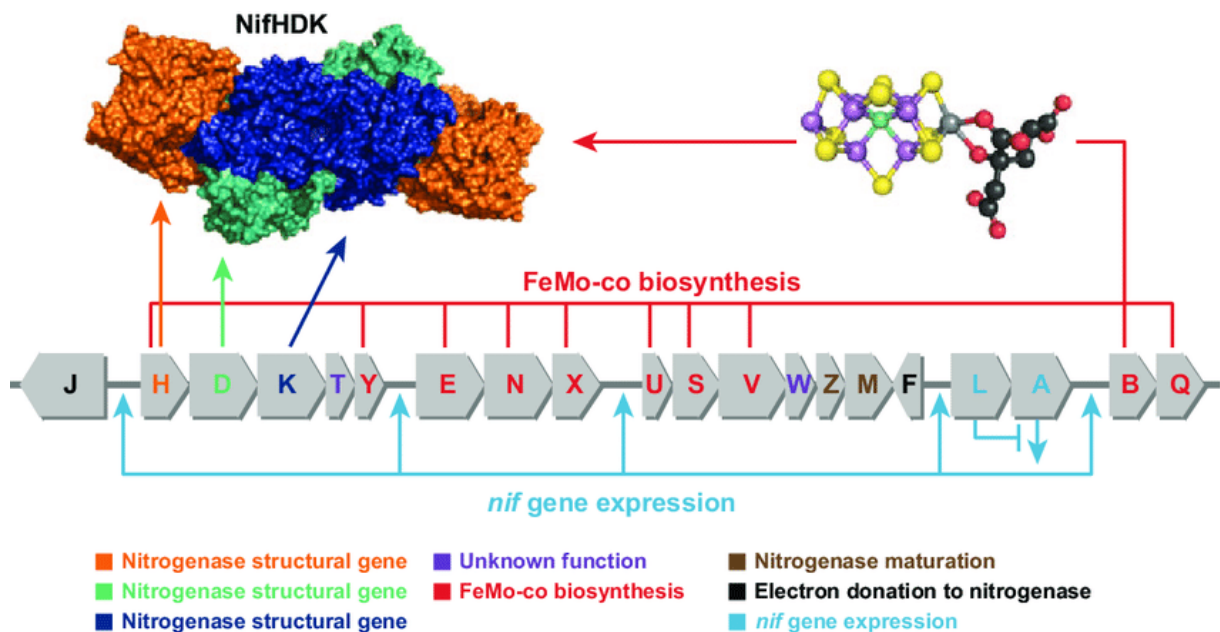 NifHDK
FeMo-co biosynthesis
J H D K T Y E N X U S V W Z M F L A B Q
nif gene expression
Nitrogenase structural gene
Nitrogenase structural gene
Nitrogenase structural gene
Unknown function
FeMo-co biosynthesis
Nitrogenase maturation
Electron donation to nitrogenase
nif gene expression